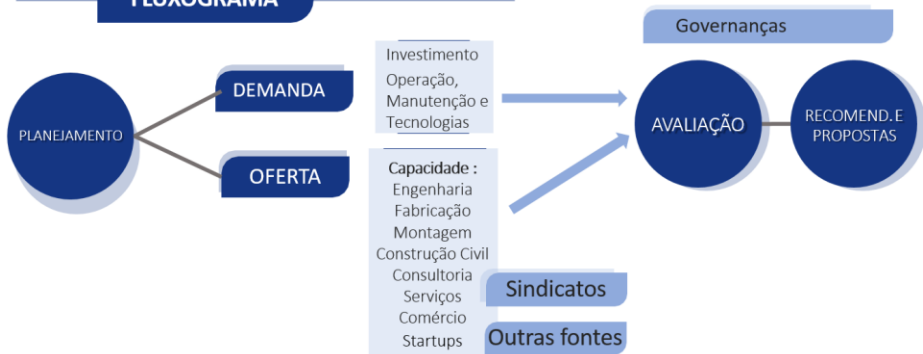 FLUXOGRAMA
Governanças
PLANEJAMENTO
DEMANDA
OFERTA
Investimento
Operação,
Manutenção e
Tecnologias
Capacidade :
Engenharia
Fabricação
Montagem
Construção Civil
Consultoria
Serviços
Comércio
Startups
Sindicatos
Outras fontes
AVALIAÇÃO
RECOMEND.E
PROPOSTAS